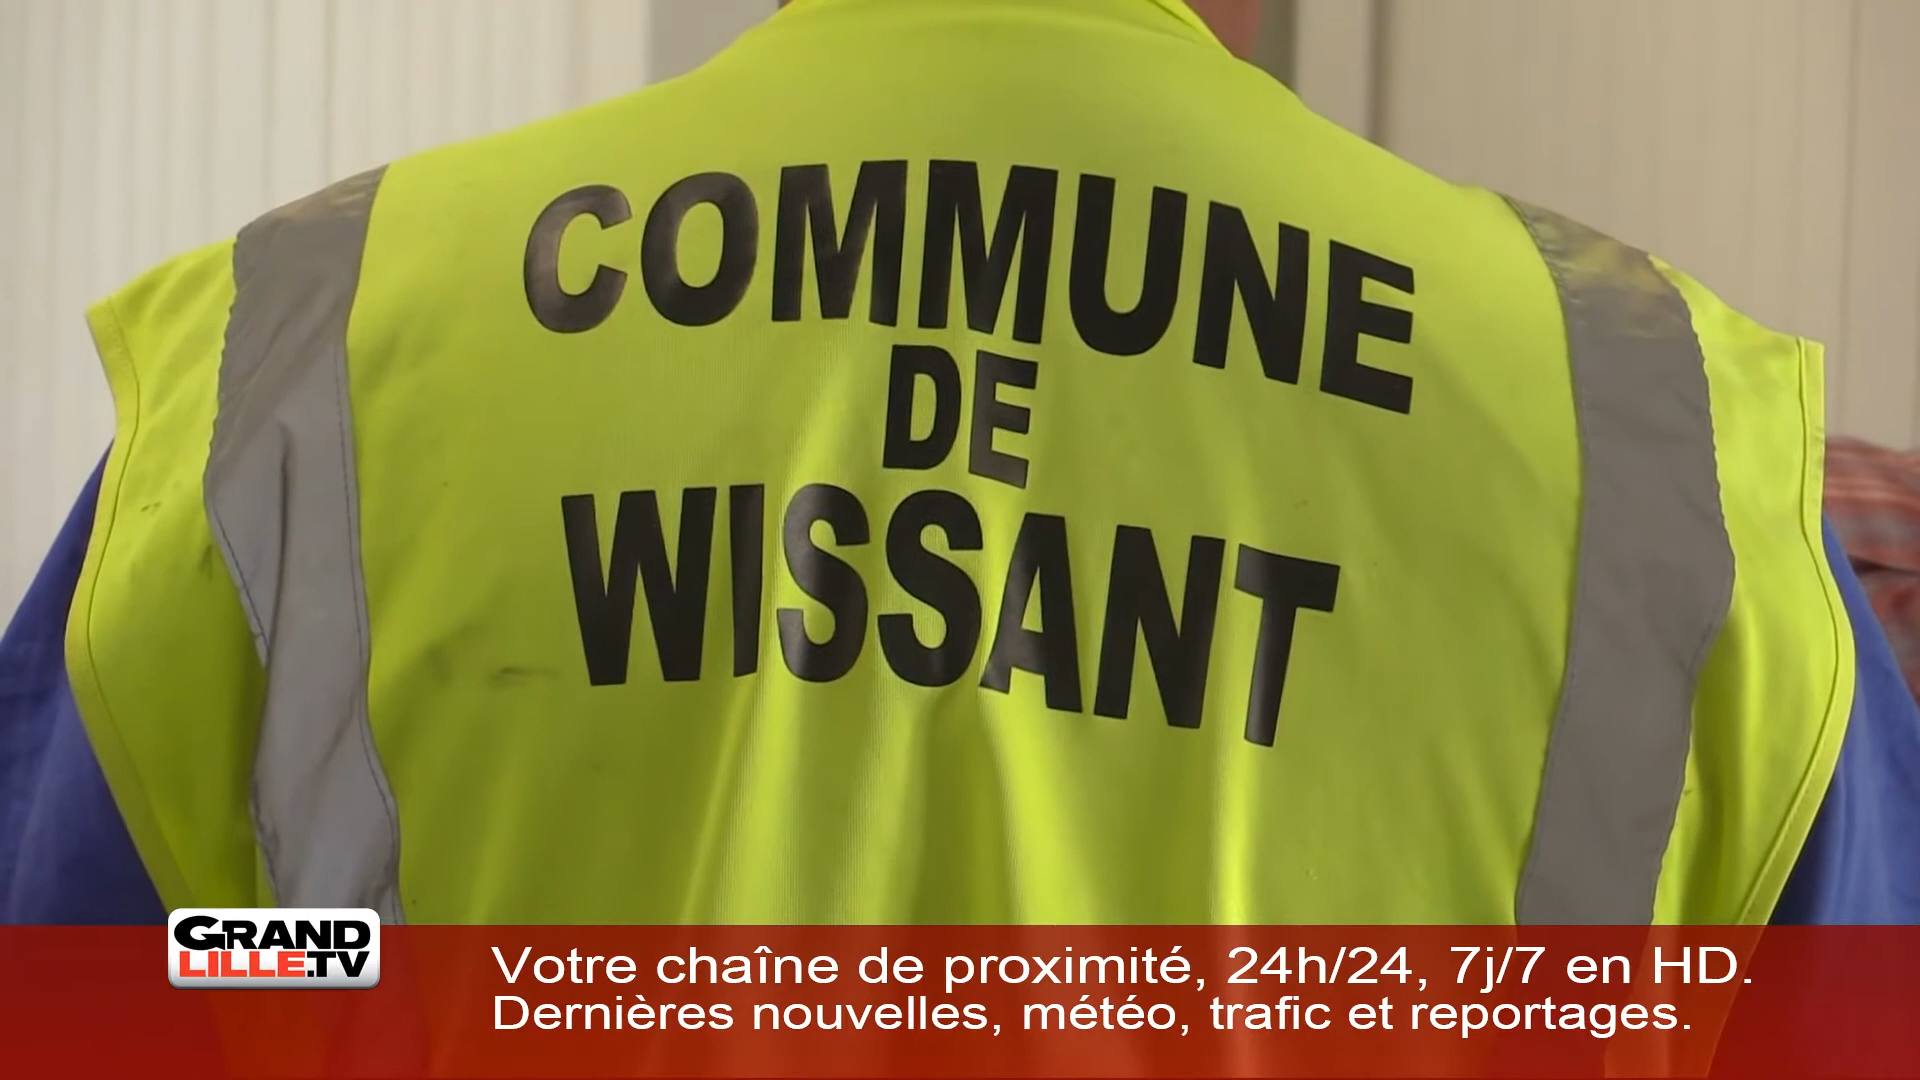 COMMUNE
DE
WISSANT
GRAND
LILLE.TV
Votre chaîne de proximité, 24h/24, 7j/7 en HD.
Dernières nouvelles, météo, trafic et reportages.